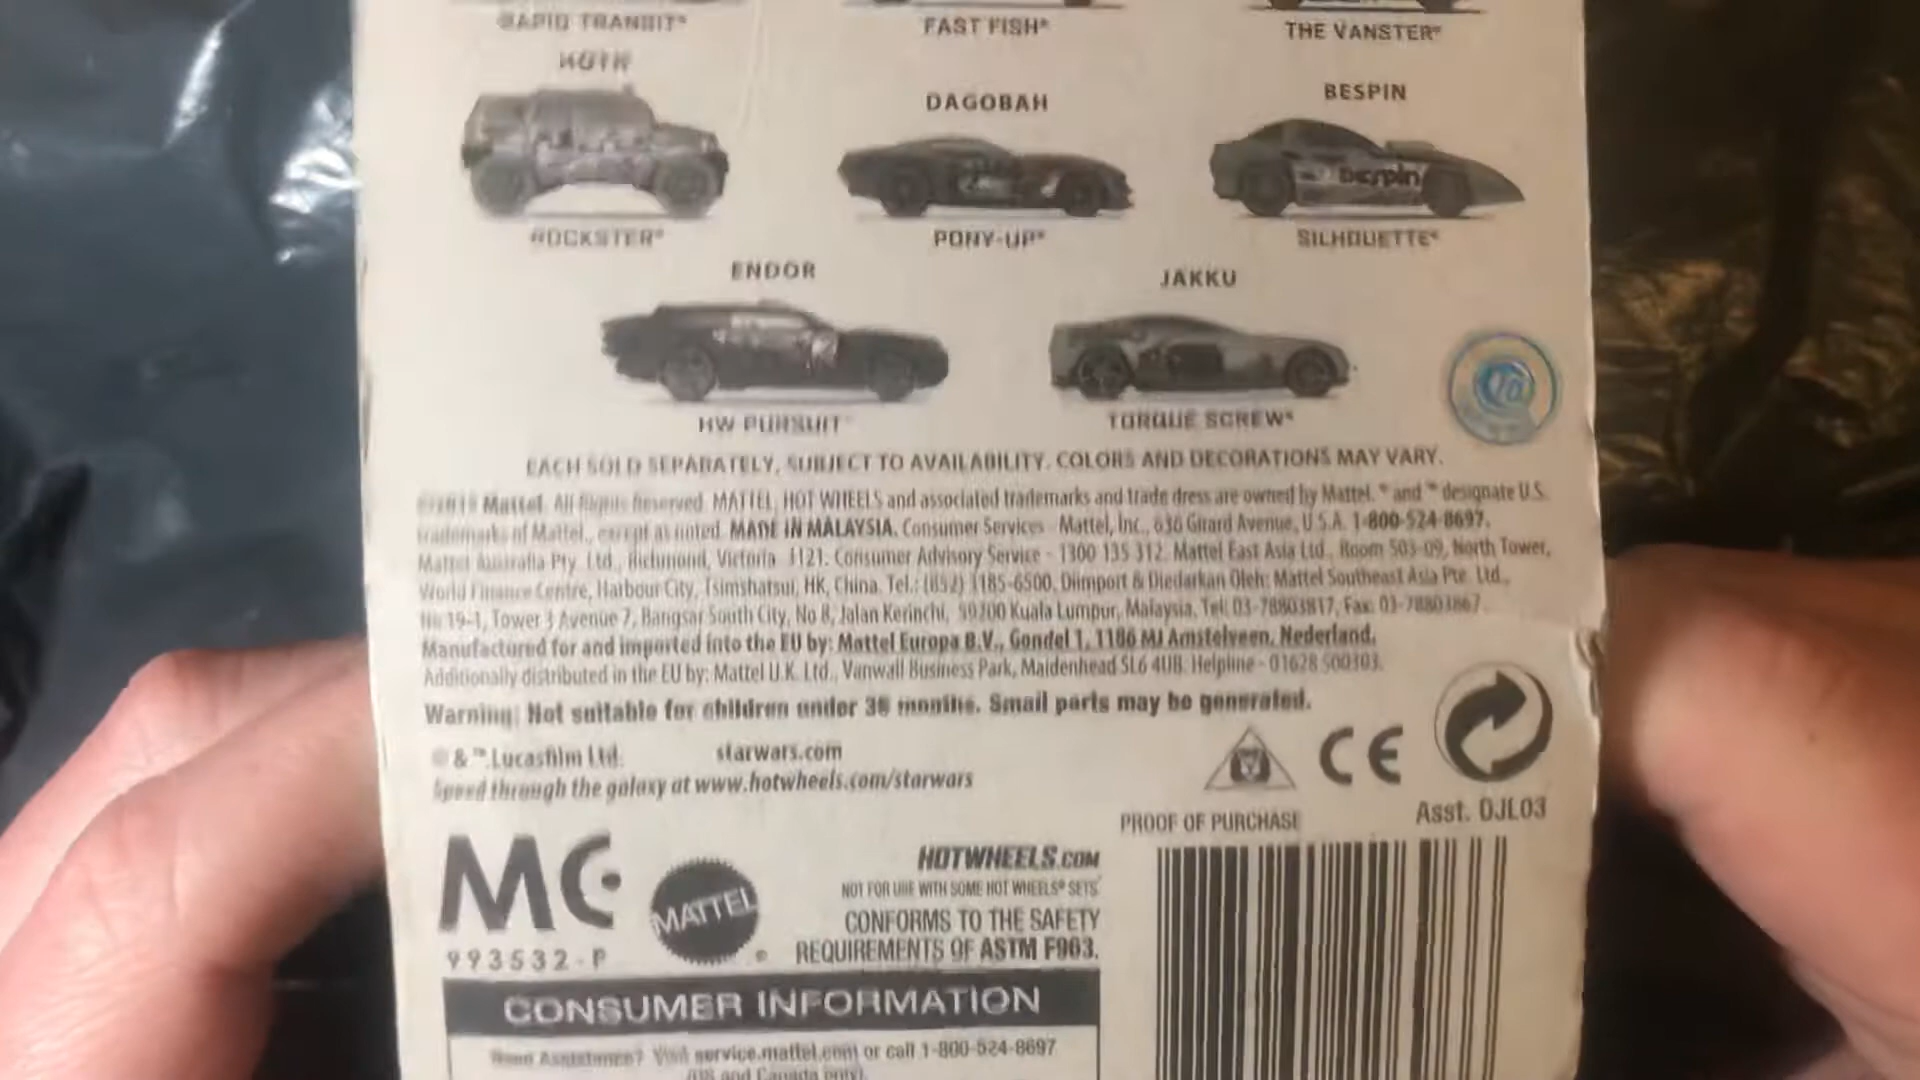 RAPID TRANSIT® FAST FISH® THE VANSTER®
HOTH DAGOBAH BESPIN
bespin
ROCKSTER® PONY-UP® SILHOUETTE®
ENDOR JAKKU
HW PURSUIT™ TORQUE SCREW®
EACH SOLD SEPARATELY, SUBJECT TO AVAILABILITY. COLORS AND DECORATIONS MAY VARY.
Mattel. All Rights Reserved. MATTEL, HOT WHEELS and associated trademarks and trade dress are owned by Mattel. ® and ™ designate U.S.
trademarks of Mattel, except as noted. MADE IN MALAYSIA. Consumer Services - Mattel, Inc., 636 Girard Avenue, U.S.A. 1-800-524-8697.
Mattel Australia Pty. Ltd., Richmond, Victoria. 3121. Consumer Advisory Service - 1300 135 312. Mattel East Asia Ltd., Room 503-09, North Tower,
World Finance Centre, Harbour City, Tsimshatsui, HK, China. Tel.: (852) 3185-6500. Diimport & Diedarkan Oleh: Mattel Southeast Asia Pte. Ltd.,
No 19-1, Tower 3 Avenue 7, Bangsar South City, No 8, Jalan Kerinchi, 59200 Kuala Lumpur, Malaysia. Tel: 03-78803817, Fax: 03-78803867.
Manufactured for and imported into the EU by: Mattel Europa B.V., Gondel 1, 1186 MJ Amstelveen, Nederland.
Additionally distributed in the EU by: Mattel U.K. Ltd., Vanwall Business Park, Maidenhead SL6 4UB. Helpline - 01628 500303.
Warning: Not suitable for children under 36 months. Small parts may be generated.
® & ™ Lucasfilm Ltd. starwars.com
Speed through the galaxy at www.hotwheels.com/starwars
CE
Asst. DJL03
PROOF OF PURCHASE
MC
993532-P
MATTEL
HOTWHEELS.COM
NOT FOR USE WITH SOME HOT WHEELS® SETS
CONFORMS TO THE SAFETY
REQUIREMENTS OF ASTM F963.
CONSUMER INFORMATION
Need Assistance? Visit service.mattel.com or call 1-800-524-8697
(US and Canada only).